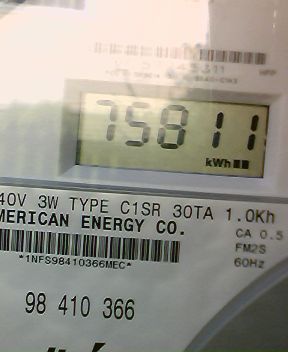 75811
kWh
40V 3W TYPE C1SR 30TA 1.0Kh
MERICAN ENERGY CO.
CA 0.5
*1NFS98410366MEC*
FM2S
60Hz
98 410 366